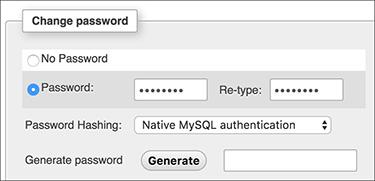 Change password
No Password
Password: •••••••• Re-type: ••••••••
Password Hashing: Native MySQL authentication
Generate password Generate